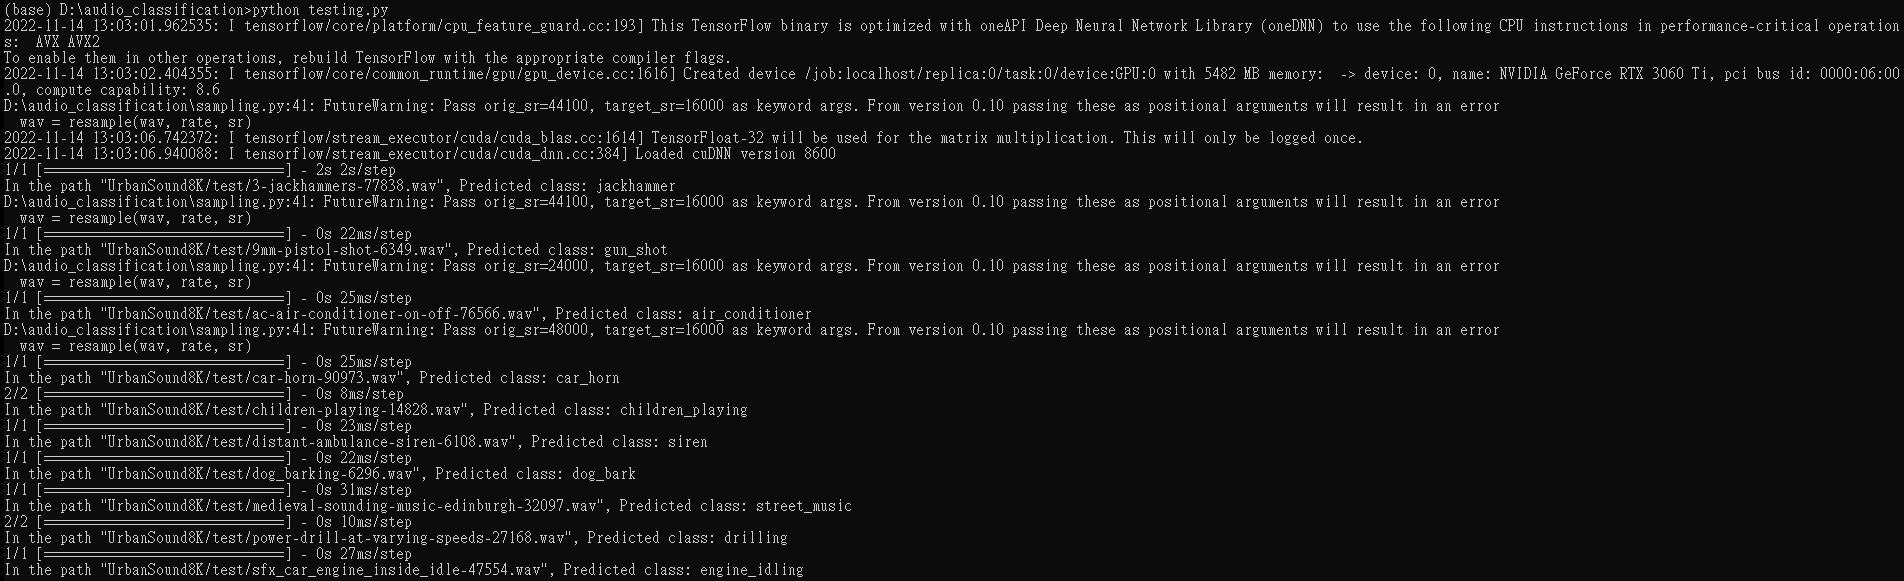 (base) D:\audio_classification>python testing.py
2022-11-14 13:03:01.962535: I tensorflow/core/platform/cpu_feature_guard.cc:193] This TensorFlow binary is optimized with oneAPI Deep Neural Network Library (oneDNN) to use the following CPU instructions in performance-critical operation
s:  AVX AVX2
To enable them in other operations, rebuild TensorFlow with the appropriate compiler flags.
2022-11-14 13:03:02.404355: I tensorflow/core/common_runtime/gpu/gpu_device.cc:1616] Created device /job:localhost/replica:0/task:0/device:GPU:0 with 5482 MB memory:  -> device: 0, name: NVIDIA GeForce RTX 3060 Ti, pci bus id: 0000:06:00
.0, compute capability: 8.6
D:\audio_classification\sampling.py:41: FutureWarning: Pass orig_sr=44100, target_sr=16000 as keyword args. From version 0.10 passing these as positional arguments will result in an error
  wav = resample(wav, rate, sr)
2022-11-14 13:03:06.742372: I tensorflow/stream_executor/cuda/cuda_blas.cc:1614] TensorFloat-32 will be used for the matrix multiplication. This will only be logged once.
2022-11-14 13:03:06.940088: I tensorflow/stream_executor/cuda/cuda_dnn.cc:384] Loaded cuDNN version 8600
1/1 [==============================] - 2s 2s/step
In the path "UrbanSound8K/test/3-jackhammers-77838.wav", Predicted class: jackhammer
D:\audio_classification\sampling.py:41: FutureWarning: Pass orig_sr=44100, target_sr=16000 as keyword args. From version 0.10 passing these as positional arguments will result in an error
  wav = resample(wav, rate, sr)
1/1 [==============================] - 0s 22ms/step
In the path "UrbanSound8K/test/9mm-pistol-shot-6349.wav", Predicted class: gun_shot
D:\audio_classification\sampling.py:41: FutureWarning: Pass orig_sr=24000, target_sr=16000 as keyword args. From version 0.10 passing these as positional arguments will result in an error
  wav = resample(wav, rate, sr)
1/1 [==============================] - 0s 25ms/step
In the path "UrbanSound8K/test/ac-air-conditioner-on-off-76566.wav", Predicted class: air_conditioner
D:\audio_classification\sampling.py:41: FutureWarning: Pass orig_sr=48000, target_sr=16000 as keyword args. From version 0.10 passing these as positional arguments will result in an error
  wav = resample(wav, rate, sr)
1/1 [==============================] - 0s 25ms/step
In the path "UrbanSound8K/test/car-horn-90973.wav", Predicted class: car_horn
2/2 [==============================] - 0s 8ms/step
In the path "UrbanSound8K/test/children-playing-14828.wav", Predicted class: children_playing
1/1 [==============================] - 0s 23ms/step
In the path "UrbanSound8K/test/distant-ambulance-siren-6108.wav", Predicted class: siren
1/1 [==============================] - 0s 22ms/step
In the path "UrbanSound8K/test/dog_barking-6296.wav", Predicted class: dog_bark
1/1 [==============================] - 0s 31ms/step
In the path "UrbanSound8K/test/medieval-sounding-music-edinburgh-32097.wav", Predicted class: street_music
2/2 [==============================] - 0s 10ms/step
In the path "UrbanSound8K/test/power-drill-at-varying-speeds-27168.wav", Predicted class: drilling
1/1 [==============================] - 0s 27ms/step
In the path "UrbanSound8K/test/sfx_car_engine_inside_idle-47554.wav", Predicted class: engine_idling